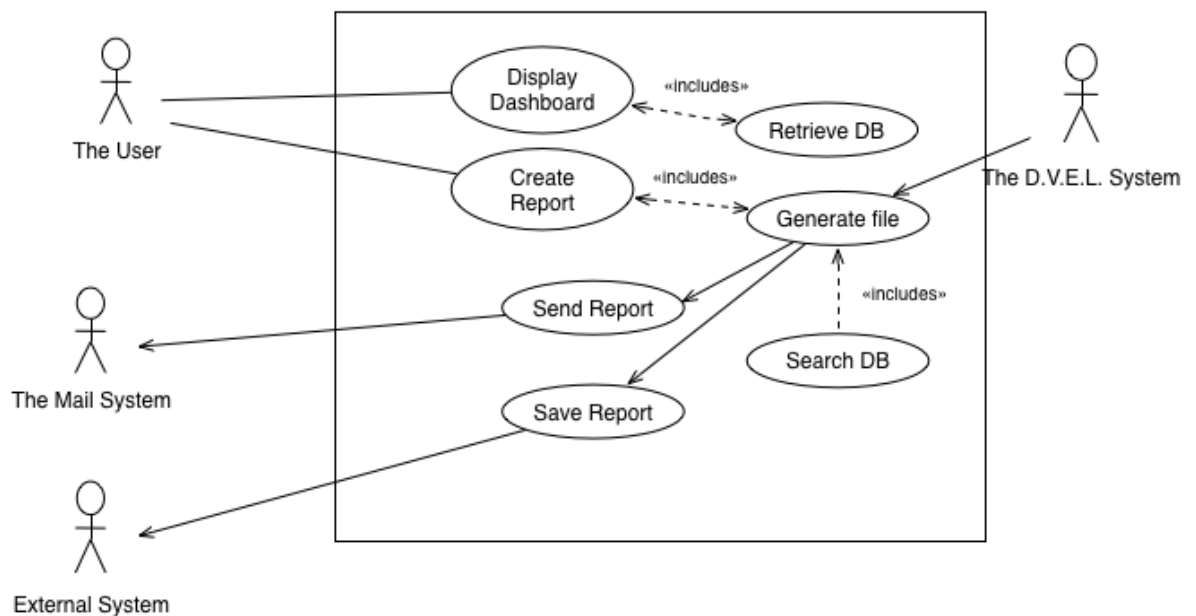 Display
Dashboard
«includes»
Retrieve DB
The User
Create
Report
«includes»
The D.V.E.L. System
Generate file
Send Report
«includes»
The Mail System
Search DB
Save Report
External System